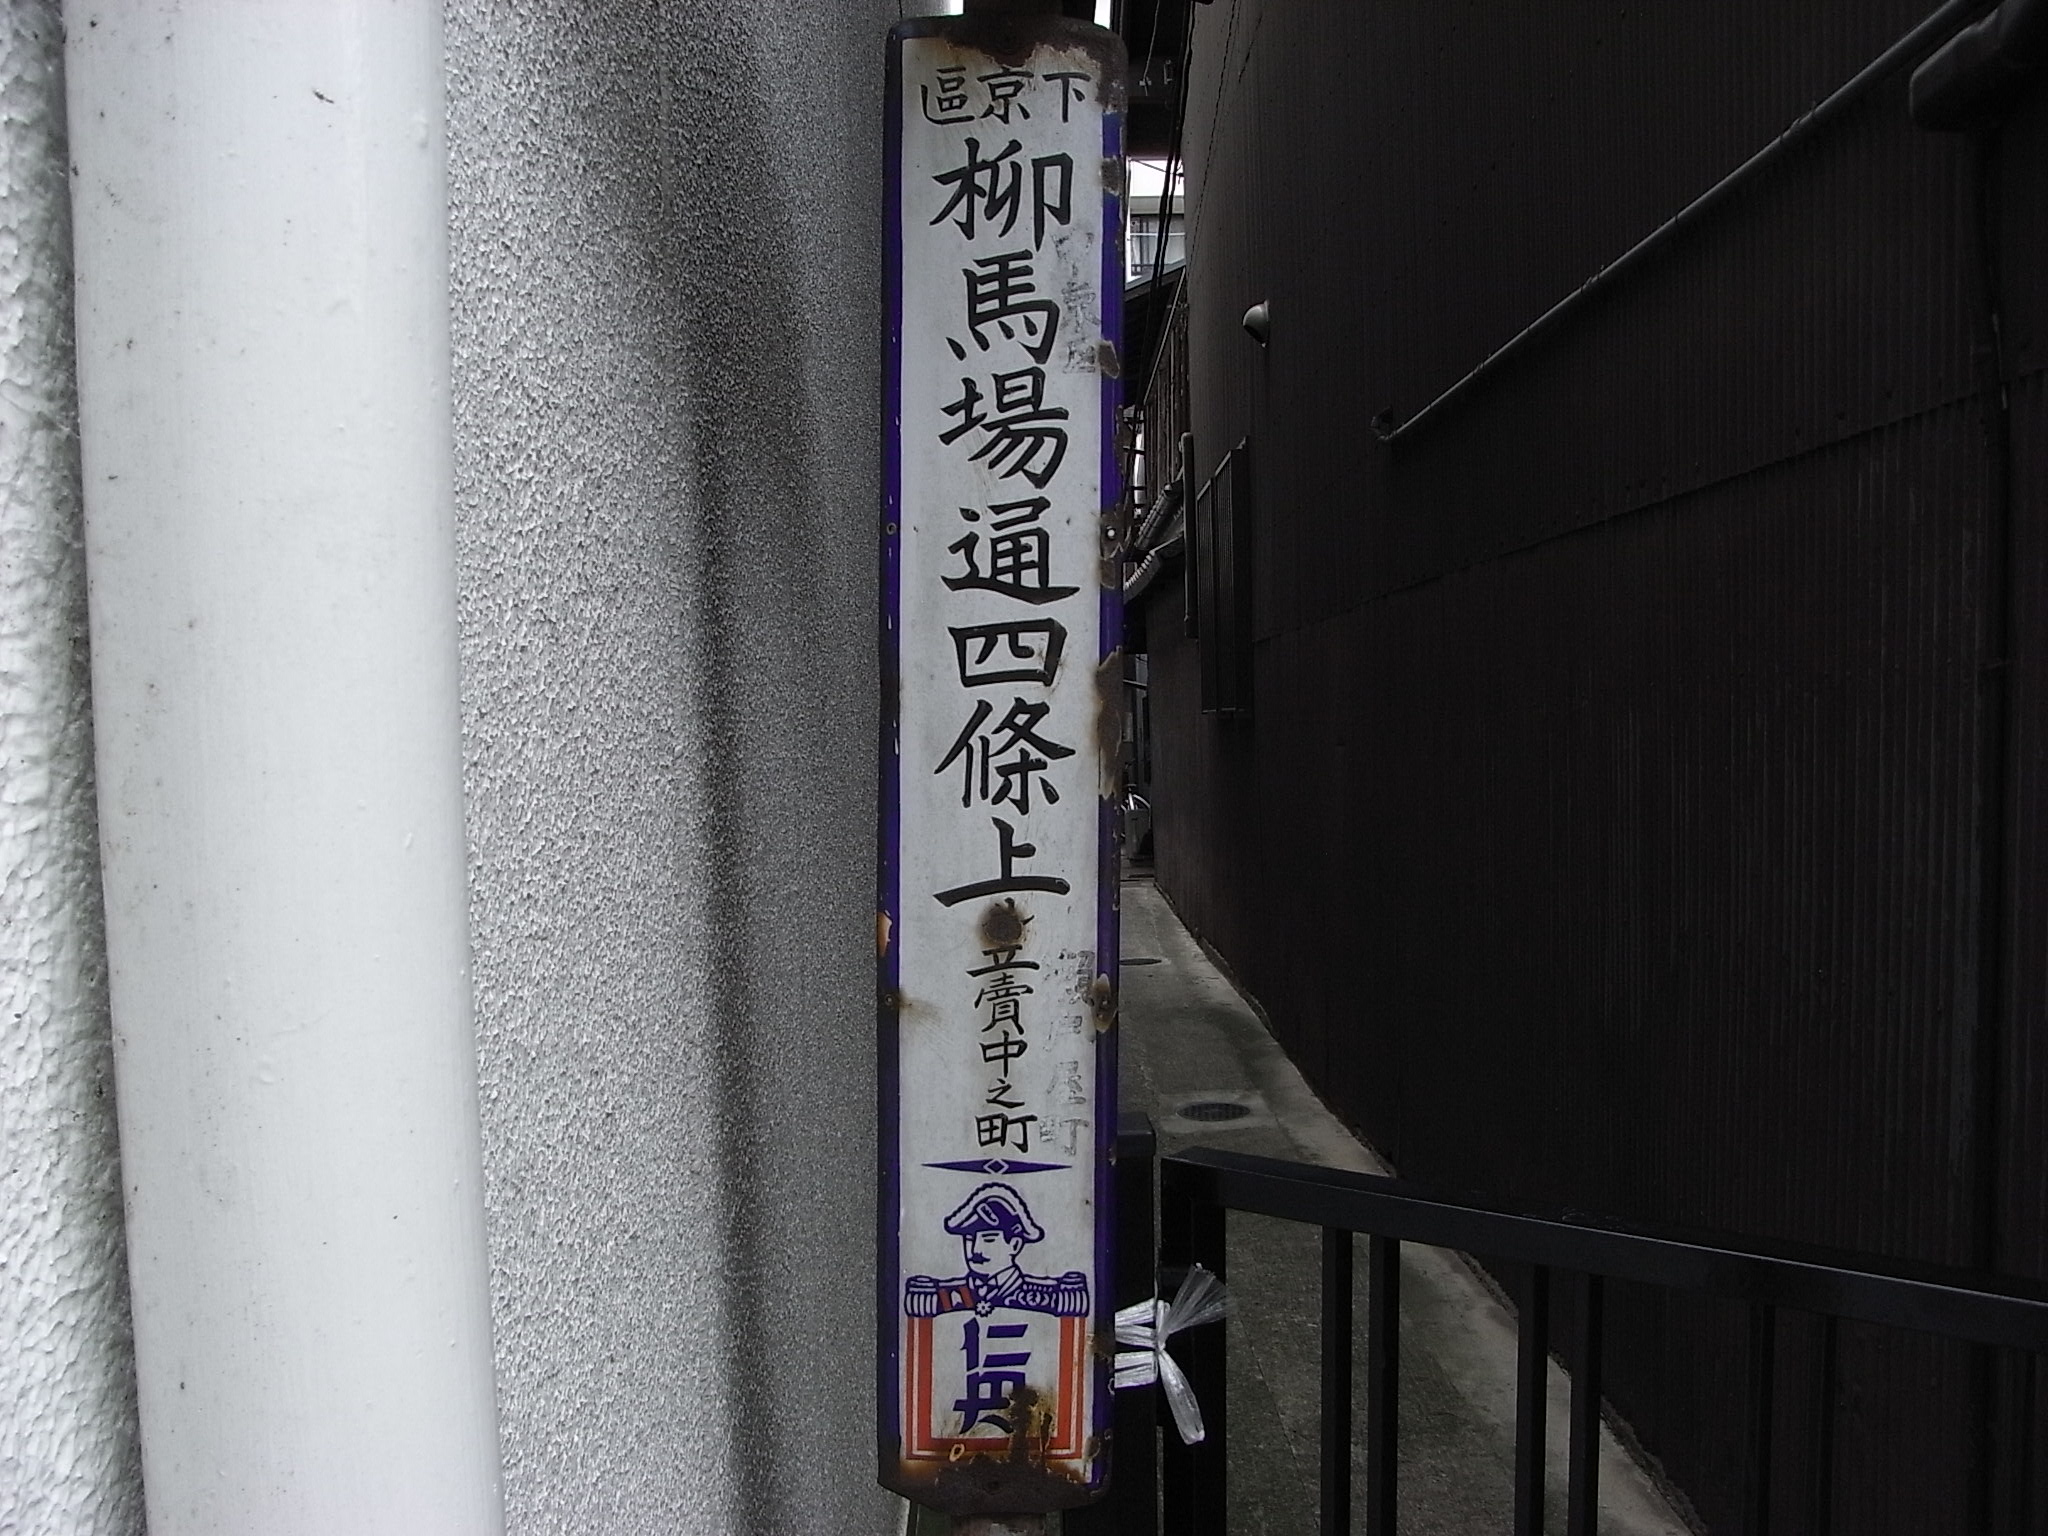 下京區
柳馬場通四條上
立賣中之町
仁丹